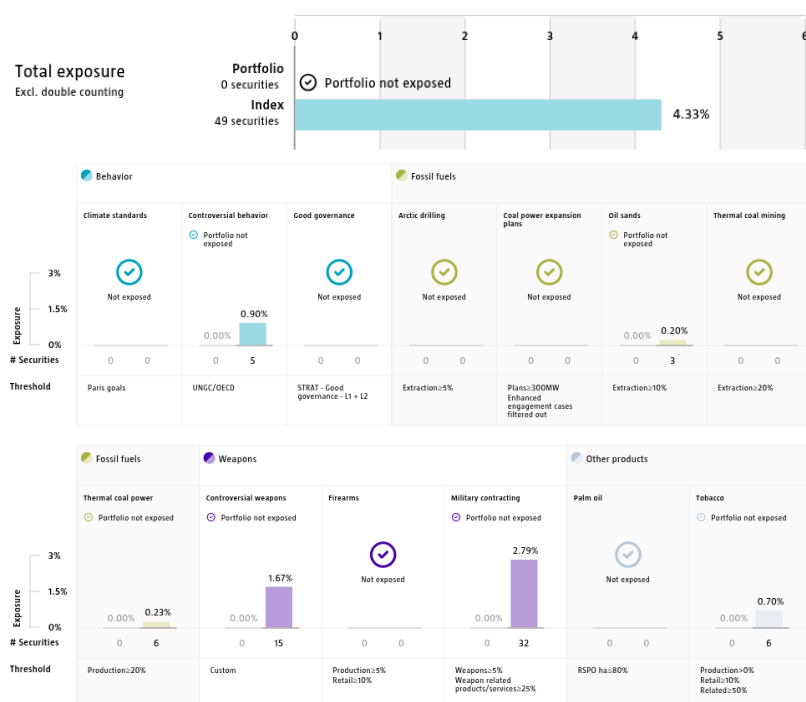 0 1 2 3 4 5 6
Total exposure
Excl. double counting
Portfolio
0 securities
Portfolio not exposed
Index
49 securities
4.33%
Behavior
Fossil fuels
Climate standards
Controversial behavior
Good governance
Arctic drilling
Coal power expansion
plans
Oil sands
Thermal coal mining
Portfolio not
exposed
Portfolio not
exposed
Exposure
3%
1.5%
0%
Not exposed
0.00% 0.90%
Not exposed
Not exposed
Not exposed
0.00% 0.20%
Not exposed
# Securities
0 0
0 5
0 0
0 0
0 0
0 3
0 0
Threshold
Paris goals
UNGC/OECD
STRAT - Good
governance - L1 + L2
Extraction≥5%
Plans≥300MW
Enhanced
engagement cases
filtered out
Extraction≥10%
Extraction≥20%
Fossil fuels
Weapons
Other products
Thermal coal power
Controversial weapons
Firearms
Military contracting
Palm oil
Tobacco
Portfolio not exposed
Portfolio not exposed
Portfolio not exposed
Portfolio not exposed
Exposure
3%
1.5%
0%
0.00% 0.23%
0.00% 1.67%
Not exposed
0.00% 2.79%
Not exposed
0.00% 0.70%
# Securities
0 6
0 15
0 0
0 32
0 0
0 6
Threshold
Production≥20%
Custom
Production≥5%
Retail≥10%
Weapons≥5%
Weapon related
products/services≥25%
RSPO ha≤80%
Production>0%
Retail≥10%
Related≥50%